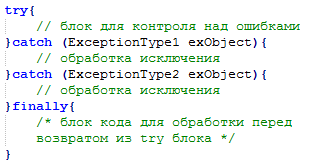 try{
// блок для контроля над ошибками
}catch (ExceptionType1 exObject){
// обработка исключения
}catch (ExceptionType2 exObject){
// обработка исключения
}finally{
/* блок кода для обработки перед
возвратом из try блока */
}